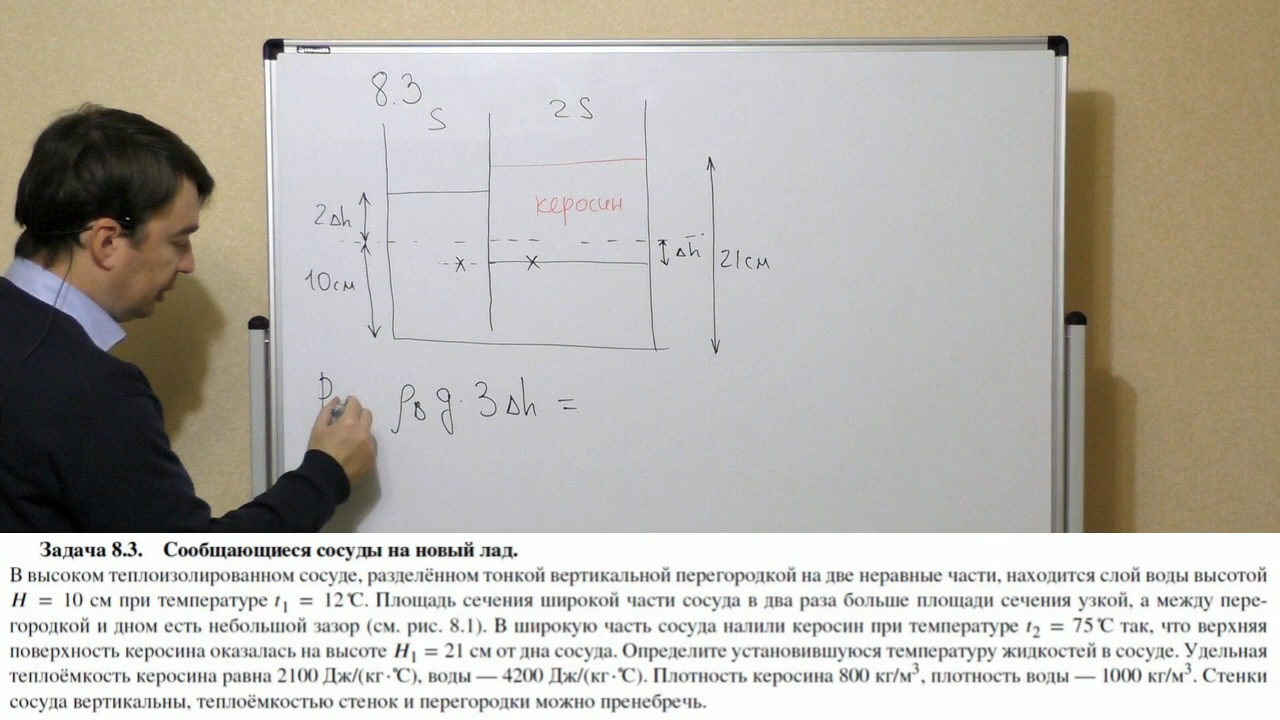 8.3
S
2S
2Δh
керосин
Δh
10см
21см
P
ρв g·3Δh =
Задача 8.3. Сообщающиеся сосуды на новый лад.
В высоком теплоизолированном сосуде, разделённом тонкой вертикальной перегородкой на две неравные части, находится слой воды высотой
H = 10 см при температуре t₁ = 12 °C. Площадь сечения широкой части сосуда в два раза больше площади сечения узкой, а между пере-
городкой и дном есть небольшой зазор (см. рис. 8.1). В широкую часть сосуда налили керосин при температуре t₂ = 75 °C так, что верхняя
поверхность керосина оказалась на высоте H₁ = 21 см от дна сосуда. Определите установившуюся температуру жидкостей в сосуде. Удельная
теплоёмкость керосина равна 2100 Дж/(кг·°C), воды — 4200 Дж/(кг·°C). Плотность керосина 800 кг/м³, плотность воды — 1000 кг/м³. Стенки
сосуда вертикальны, теплоёмкостью стенок и перегородки можно пренебречь.